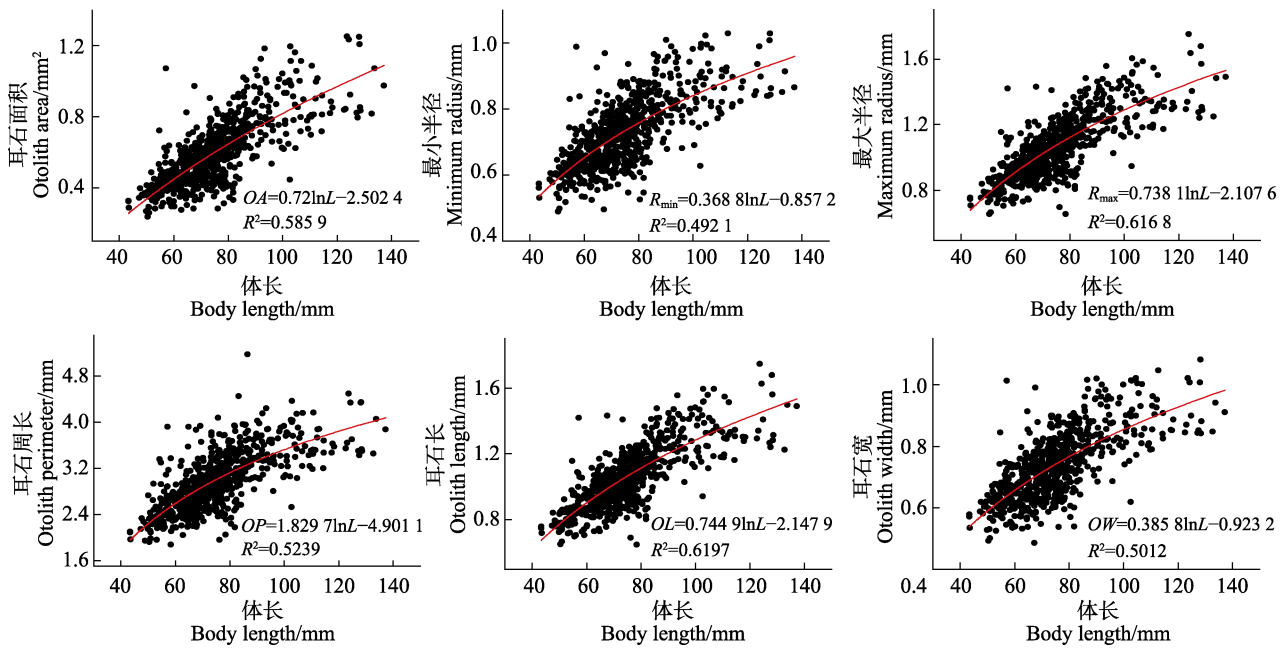 耳石面积
Otolith area/mm²
1.2
0.8
0.4
OA=0.72lnL−2.502 4
R²=0.585 9
40 60 80 100 120 140
体长
Body length/mm
最小半径
Minimum radius/mm
1.0
0.8
0.6
0.4
Rmin=0.368 8lnL−0.857 2
R²=0.492 1
40 60 80 100 120 140
体长
Body length/mm
最大半径
Maximum radius/mm
1.6
1.2
0.8
Rmax=0.738 1lnL−2.107 6
R²=0.616 8
40 60 80 100 120 140
体长
Body length/mm
耳石周长
Otolith perimeter/mm
4.8
4.0
3.2
2.4
1.6
OP=1.829 7lnL−4.901 1
R²=0.5239
40 60 80 100 120 140
体长
Body length/mm
耳石长
Otolith length/mm
1.6
1.2
0.8
OL=0.744 9lnL−2.147 9
R²=0.6197
40 60 80 100 120 140
体长
Body length/mm
耳石宽
Otolith width/mm
1.0
0.8
0.6
0.4
OW=0.385 8lnL−0.923 2
R²=0.5012
40 60 80 100 120 140
体长
Body length/mm